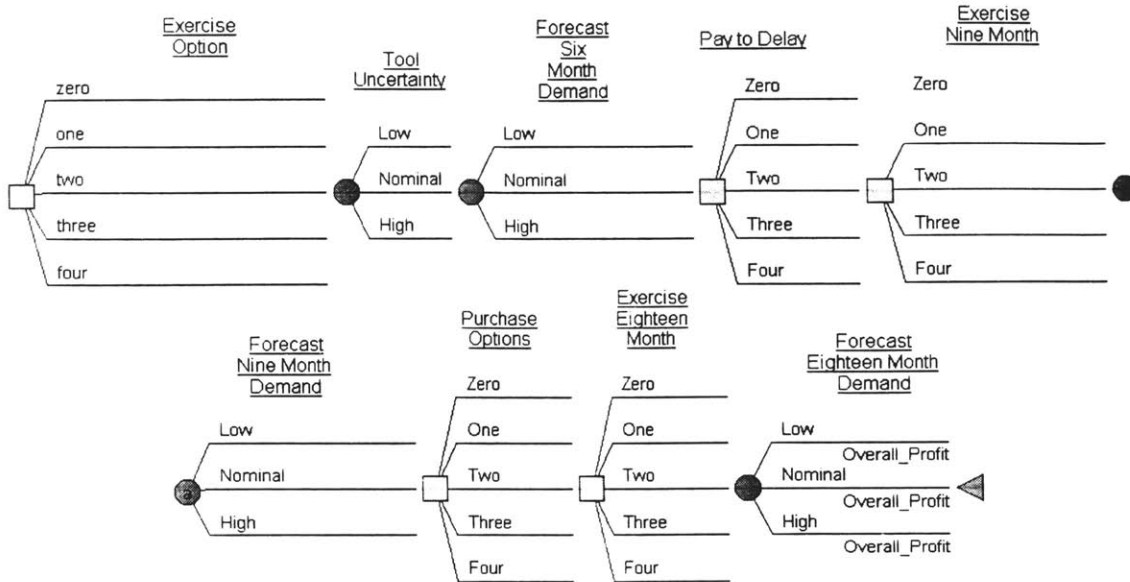 Exercise
Option
zero
one
two
three
four
Tool
Uncertainty
Low
Nominal
High
Forecast
Six
Month
Demand
Low
Nominal
High
Pay to Delay
Zero
One
Two
Three
Four
Exercise
Nine Month
Zero
One
Two
Three
Four
Forecast
Nine Month
Demand
Low
Nominal
High
a
Purchase
Options
Zero
One
Two
Three
Four
Exercise
Eighteen
Month
Zero
One
Two
Three
Four
Forecast
Eighteen Month
Demand
Low
Overall_Profit
Nominal
Overall_Profit
High
Overall_Profit